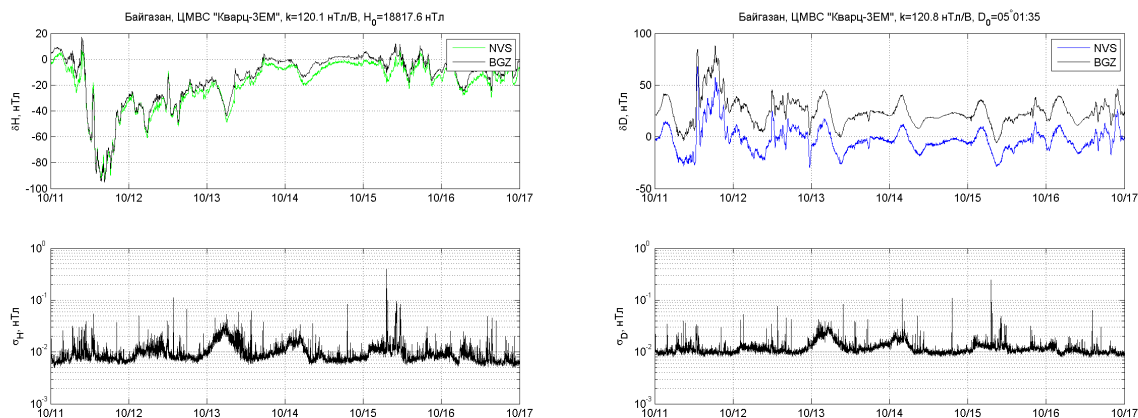 Байгазан, ЦМВС "Кварц-3ЕМ", k=120.1 нТл/В, H₀=18817.6 нТл
δH, нТл
20
0
-20
-40
-60
-80
-100
NVS
BGZ
10/11 10/12 10/13 10/14 10/15 10/16 10/17
Байгазан, ЦМВС "Кварц-3ЕМ", k=120.8 нТл/В, D₀=05°01:35
δD, нТл
100
50
0
-50
NVS
BGZ
10/11 10/12 10/13 10/14 10/15 10/16 10/17
σH, нТл
10⁰
10⁻¹
10⁻²
10⁻³
10/11 10/12 10/13 10/14 10/15 10/16 10/17
σD, нТл
10⁰
10⁻¹
10⁻²
10⁻³
10/11 10/12 10/13 10/14 10/15 10/16 10/17